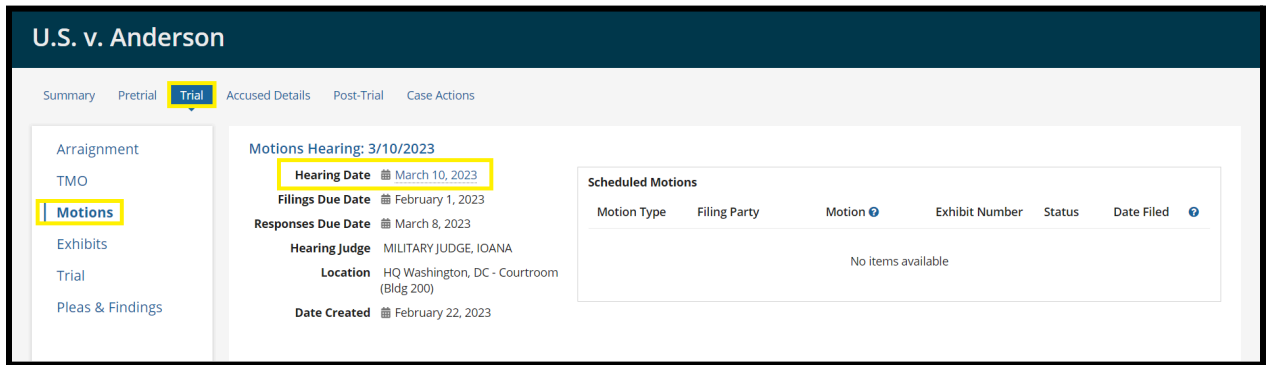 U.S. v. Anderson
Summary Pretrial Trial Accused Details Post-Trial Case Actions
Arraignment
TMO
Motions
Exhibits
Trial
Pleas & Findings
Motions Hearing: 3/10/2023
Hearing Date March 10, 2023
Filings Due Date February 1, 2023
Responses Due Date March 8, 2023
Hearing Judge MILITARY JUDGE, IOANA
Location HQ Washington, DC - Courtroom
(Bldg 200)
Date Created February 22, 2023
Scheduled Motions
Motion Type Filing Party Motion ? Exhibit Number Status Date Filed ?
No items available